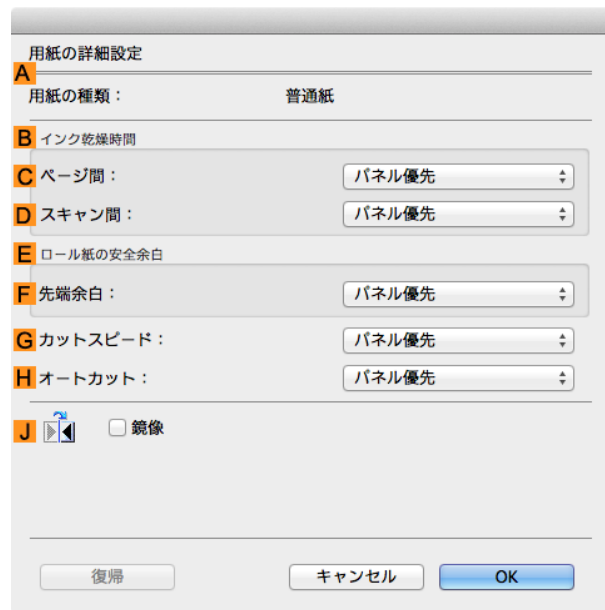 用紙の詳細設定
A
用紙の種類： 普通紙
B インク乾燥時間
C ページ間： パネル優先
D スキャン間： パネル優先
E ロール紙の安全余白
F 先端余白： パネル優先
G カットスピード： パネル優先
H オートカット： パネル優先
J 鏡像
復帰 キャンセル OK